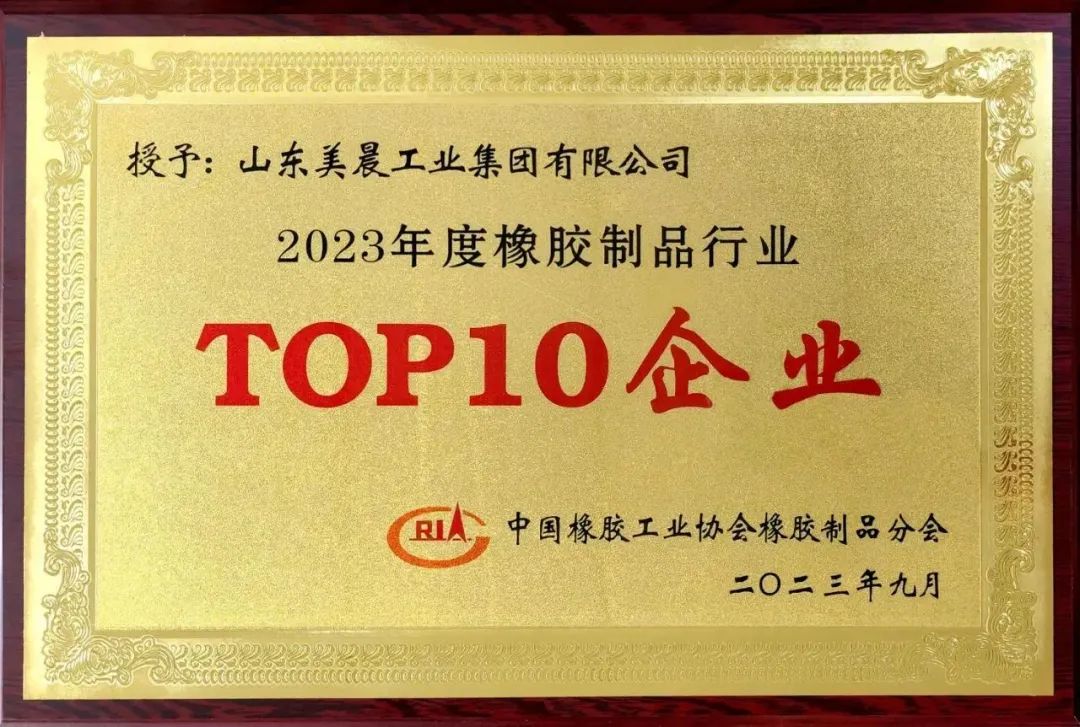 授予：山东美晨工业集团有限公司
2023年度橡胶制品行业
TOP10企业
CRIA 中国橡胶工业协会橡胶制品分会
二〇二三年九月